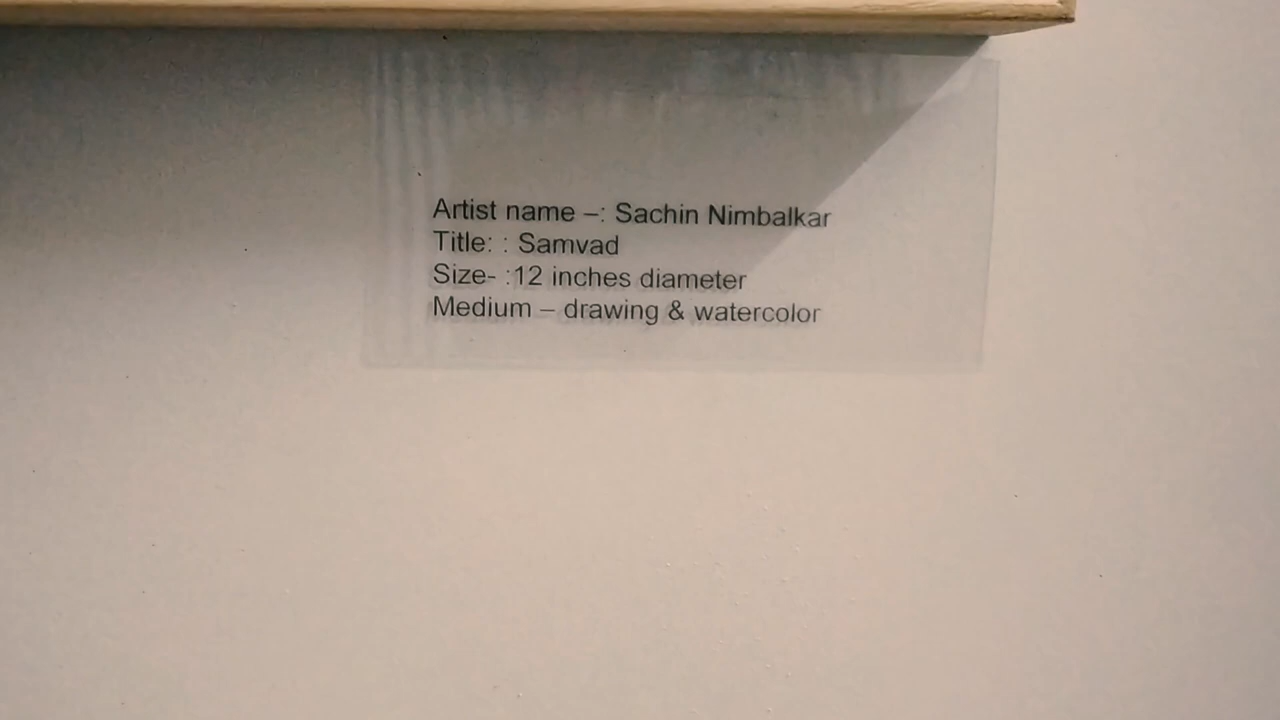 Artist name –: Sachin Nimbalkar
Title: : Samvad
Size- :12 inches diameter
Medium – drawing & watercolor